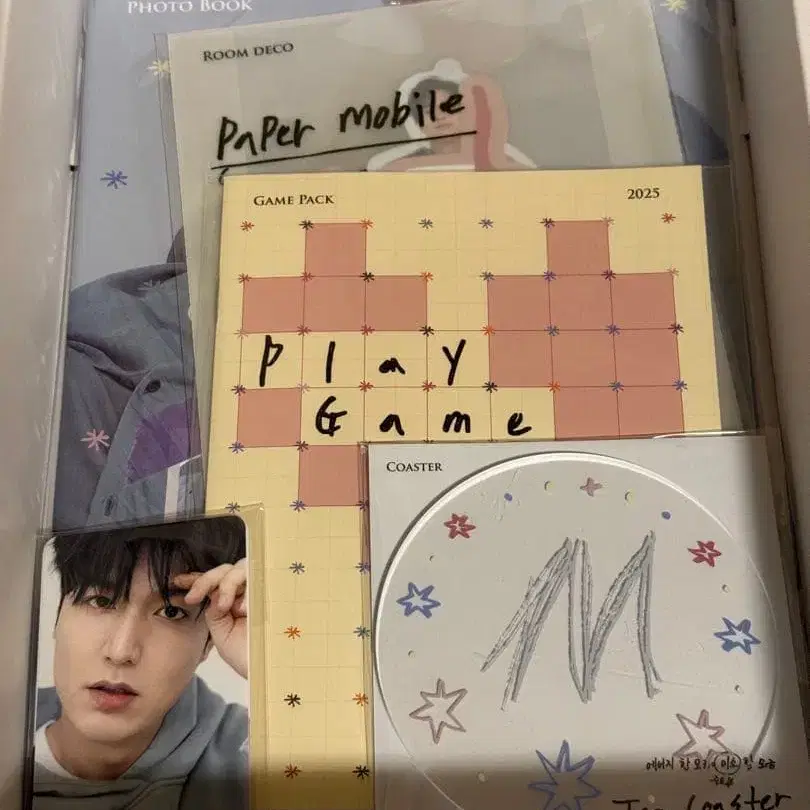 PHOTO BOOK
ROOM DECO
PaPer mobile
GAME PACK
2025
Play
Game
COASTER
M